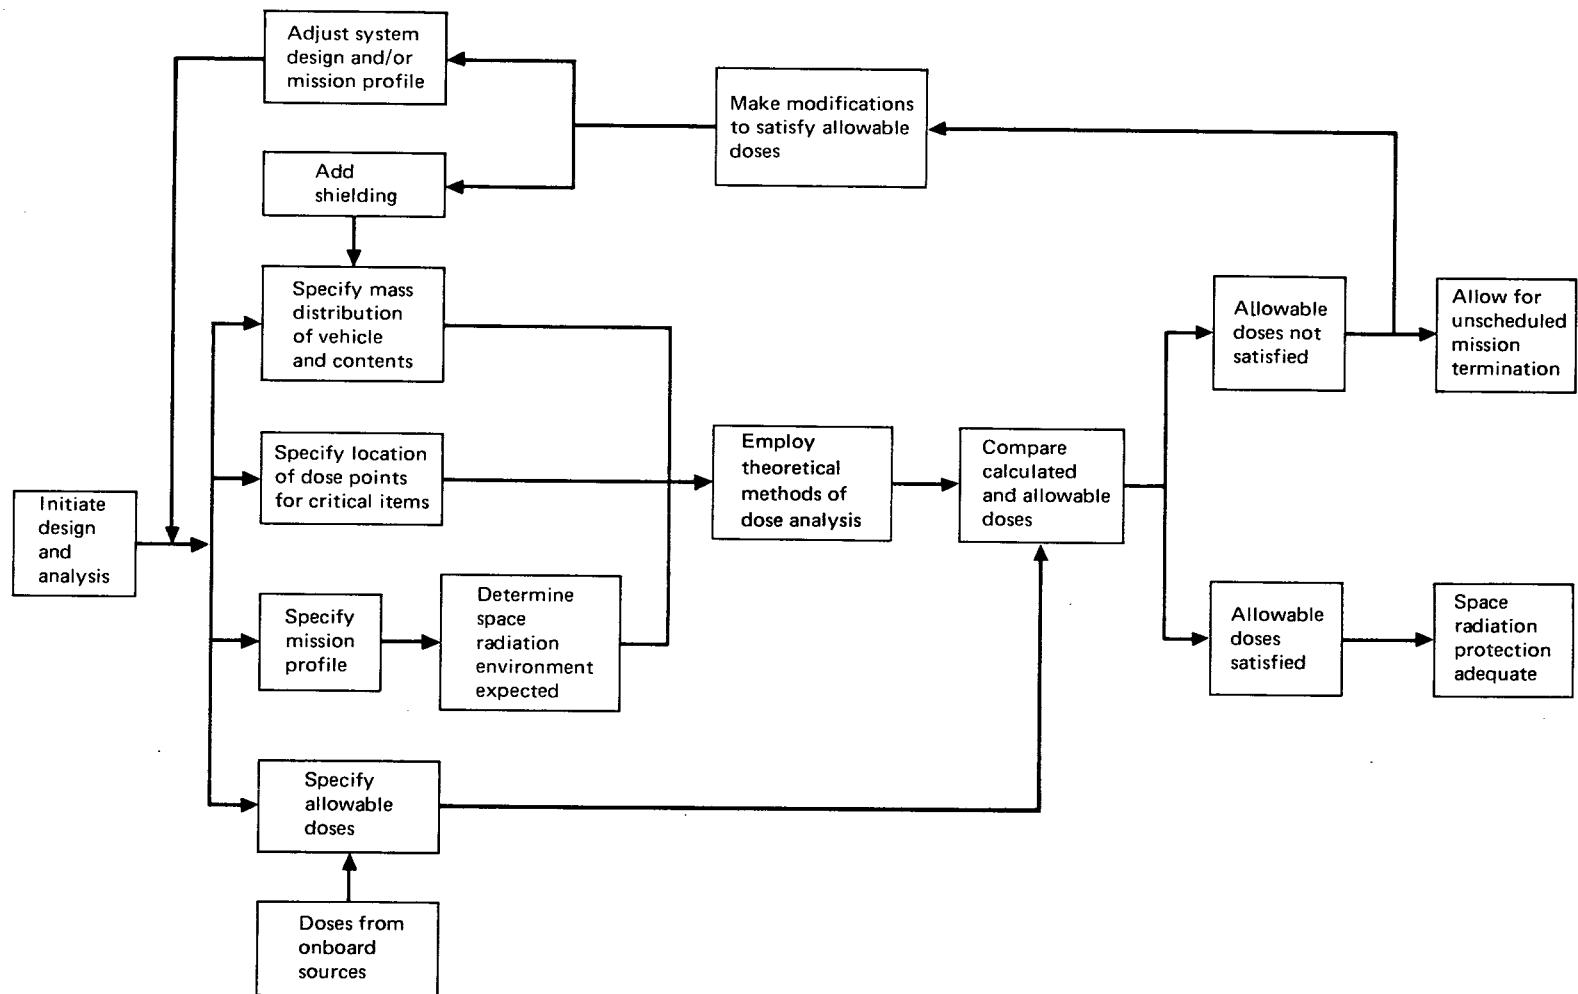 Adjust system
design and/or
mission profile
Make modifications
to satisfy allowable
doses
Add
shielding
Specify mass
distribution
of vehicle
and contents
Allowable
doses not
satisfied
Allow for
unscheduled
mission
termination
Specify location
of dose points
for critical items
Employ
theoretical
methods of
dose analysis
Compare
calculated
and allowable
doses
Initiate
design
and
analysis
Specify
mission
profile
Determine
space
radiation
environment
expected
Allowable
doses
satisfied
Space
radiation
protection
adequate
Specify
allowable
doses
Doses from
onboard
sources